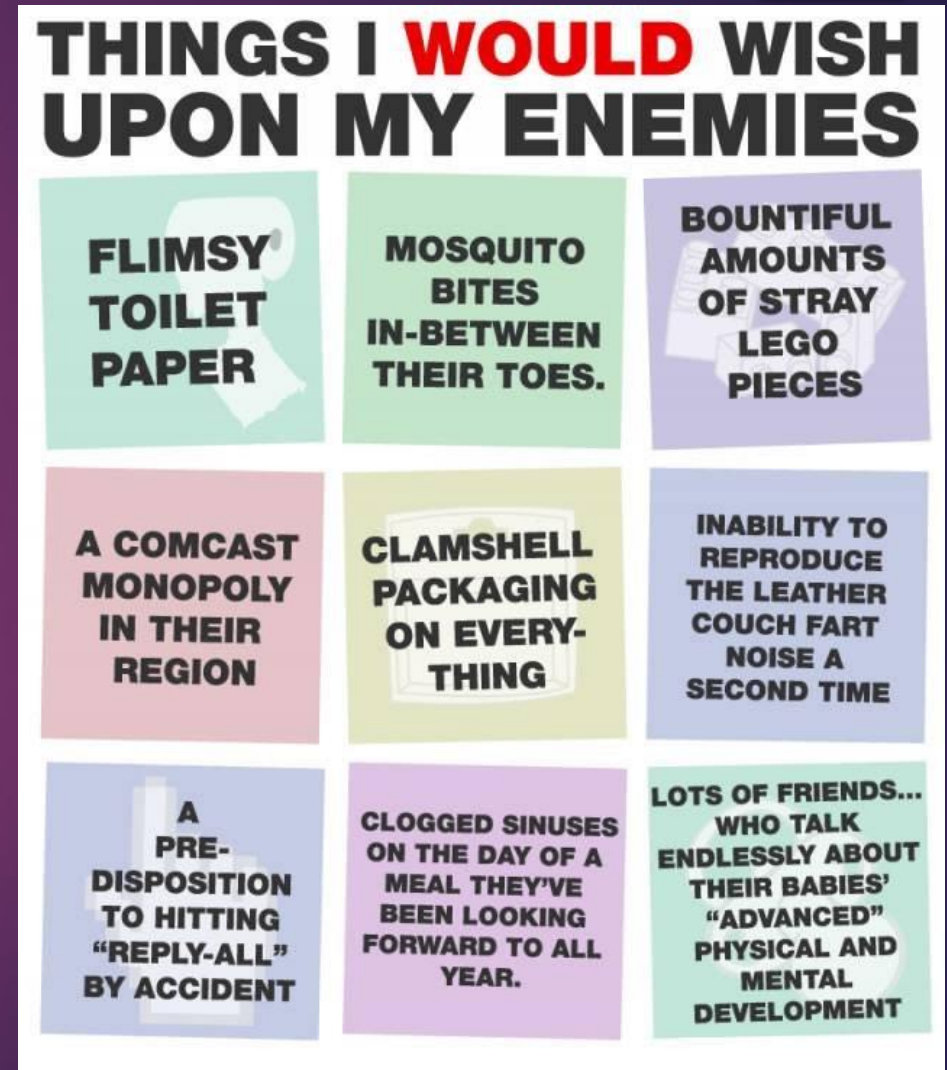 THINGS I WOULD WISH
UPON MY ENEMIES
FLIMSY
TOILET
PAPER
MOSQUITO
BITES
IN-BETWEEN
THEIR TOES.
BOUNTIFUL
AMOUNTS
OF STRAY
LEGO
PIECES
A COMCAST
MONOPOLY
IN THEIR
REGION
CLAMSHELL
PACKAGING
ON EVERY-
THING
INABILITY TO
REPRODUCE
THE LEATHER
COUCH FART
NOISE A
SECOND TIME
A
PRE-
DISPOSITION
TO HITTING
“REPLY-ALL”
BY ACCIDENT
CLOGGED SINUSES
ON THE DAY OF A
MEAL THEY’VE
BEEN LOOKING
FORWARD TO ALL
YEAR.
LOTS OF FRIENDS...
WHO TALK
ENDLESSLY ABOUT
THEIR BABIES’
“ADVANCED”
PHYSICAL AND
MENTAL
DEVELOPMENT